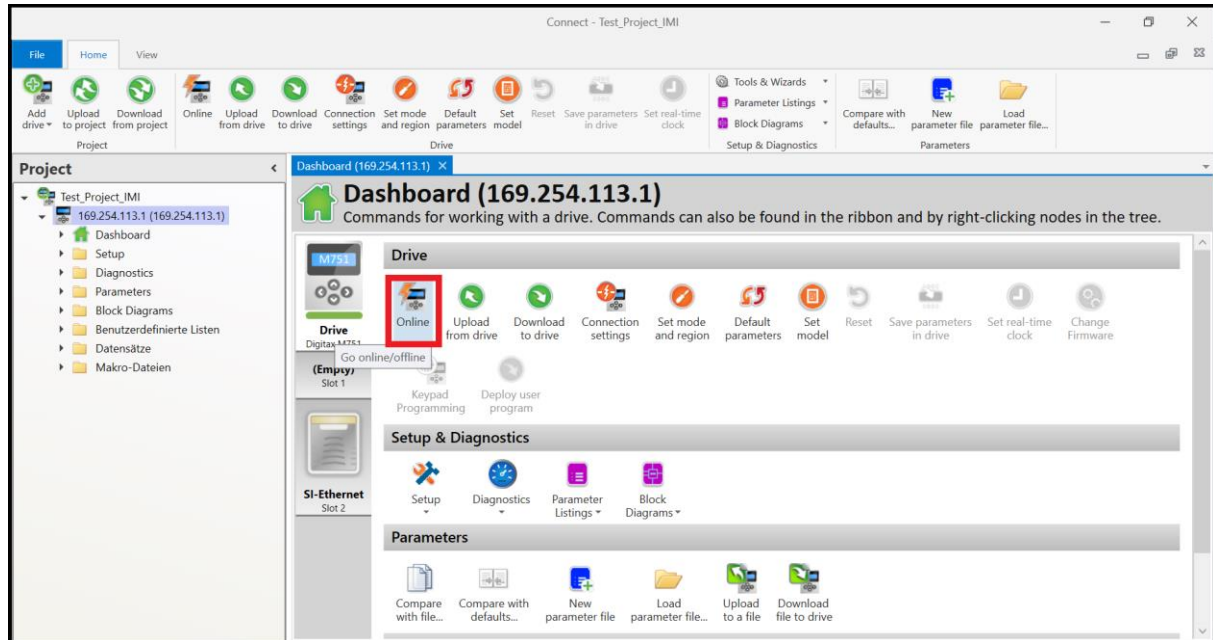 Connect - Test_Project_IMI
File Home View
Add drive
Upload to project
Download from project
Online
Upload from drive
Download to drive
Connection settings
Set mode and region
Default parameters
Set model
Reset
Save parameters in drive
Set real-time clock
Tools & Wizards
Parameter Listings
Block Diagrams
Compare with defaults...
New parameter file
Load parameter file...
Project
Drive
Setup & Diagnostics
Parameters
Project
Test_Project_IMI
169.254.113.1 (169.254.113.1)
Dashboard
Setup
Diagnostics
Parameters
Block Diagrams
Benutzerdefinierte Listen
Datensätze
Makro-Dateien
Dashboard (169.254.113.1)
Dashboard (169.254.113.1)
Commands for working with a drive. Commands can also be found in the ribbon and by right-clicking nodes in the tree.
M751
Drive
Digitax M751
(Empty)
Slot 1
SI-Ethernet
Slot 2
Drive
Online
Upload from drive
Download to drive
Connection settings
Set mode and region
Default parameters
Set model
Reset
Save parameters in drive
Set real-time clock
Change Firmware
Go online/offline
Keypad Programming
Deploy user program
Setup & Diagnostics
Setup
Diagnostics
Parameter Listings
Block Diagrams
Parameters
Compare with file...
Compare with defaults...
New parameter file
Load parameter file...
Upload to a file
Download file to drive